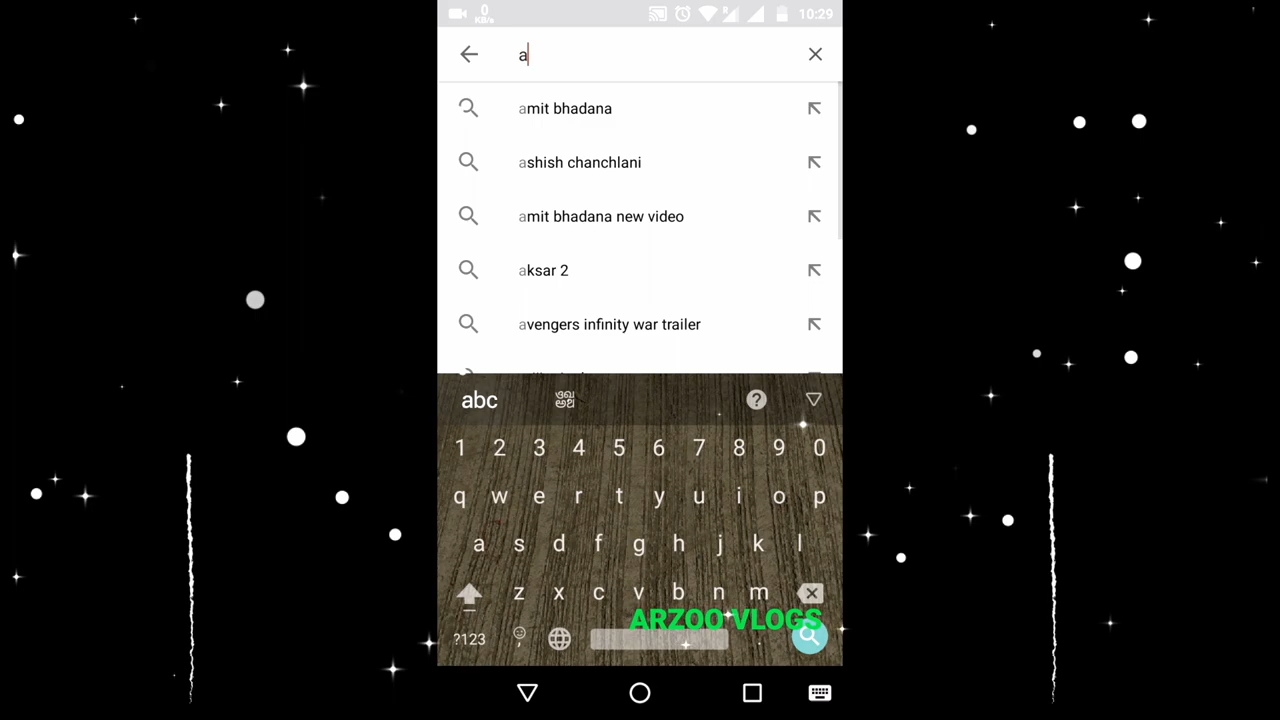 0
KB/s
R
10:29
a
amit bhadana
ashish chanchlani
amit bhadana new video
aksar 2
avengers infinity war trailer
abc
?
1 2 3 4 5 6 7 8 9 0
q w e r t y u i o p
a s d f g h j k l
z x c v b n m
ARZOO VLOGS
?123 , .